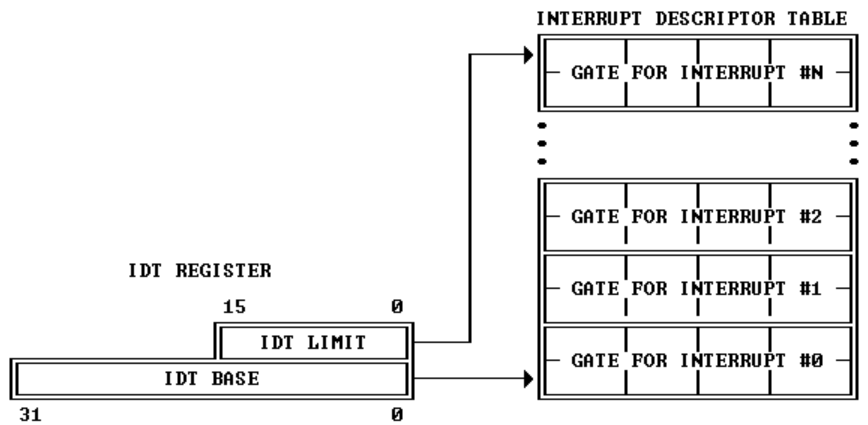 INTERRUPT DESCRIPTOR TABLE
GATE FOR INTERRUPT #N
GATE FOR INTERRUPT #2
IDT REGISTER
GATE FOR INTERRUPT #1
15 0
IDT LIMIT
GATE FOR INTERRUPT #0
IDT BASE
31 0